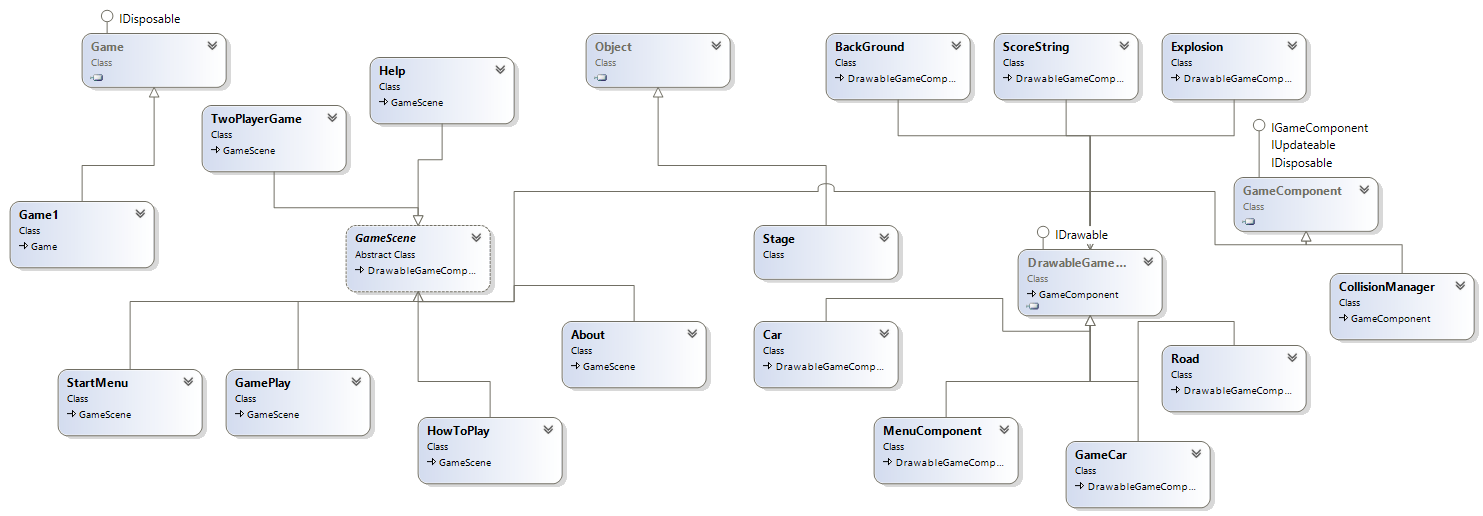 IDisposable
Game
Class
Object
Class
BackGround
Class
DrawableGameComp...
ScoreString
Class
DrawableGameComp...
Explosion
Class
DrawableGameComp...
Help
Class
GameScene
TwoPlayerGame
Class
GameScene
IGameComponent
IUpdateable
IDisposable
GameComponent
Class
Game1
Class
Game
GameScene
Abstract Class
DrawableGameComp...
Stage
Class
IDrawable
DrawableGame...
Class
GameComponent
CollisionManager
Class
GameComponent
About
Class
GameScene
Car
Class
DrawableGameComp...
Road
Class
DrawableGameComp...
StartMenu
Class
GameScene
GamePlay
Class
GameScene
HowToPlay
Class
GameScene
MenuComponent
Class
DrawableGameComp...
GameCar
Class
DrawableGameComp...